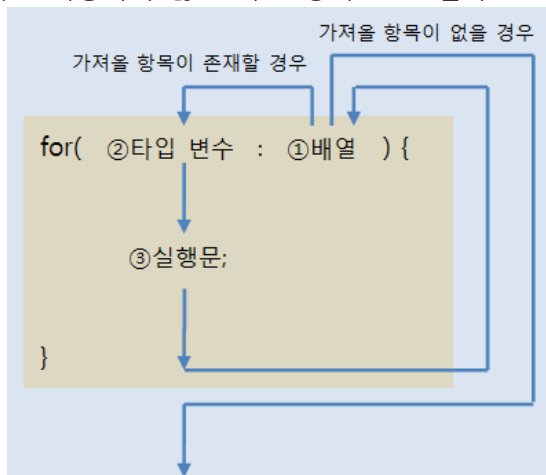 가져올 항목이 없을 경우
가져올 항목이 존재할 경우
for( ②타입 변수 : ①배열 ) {
③실행문;
}